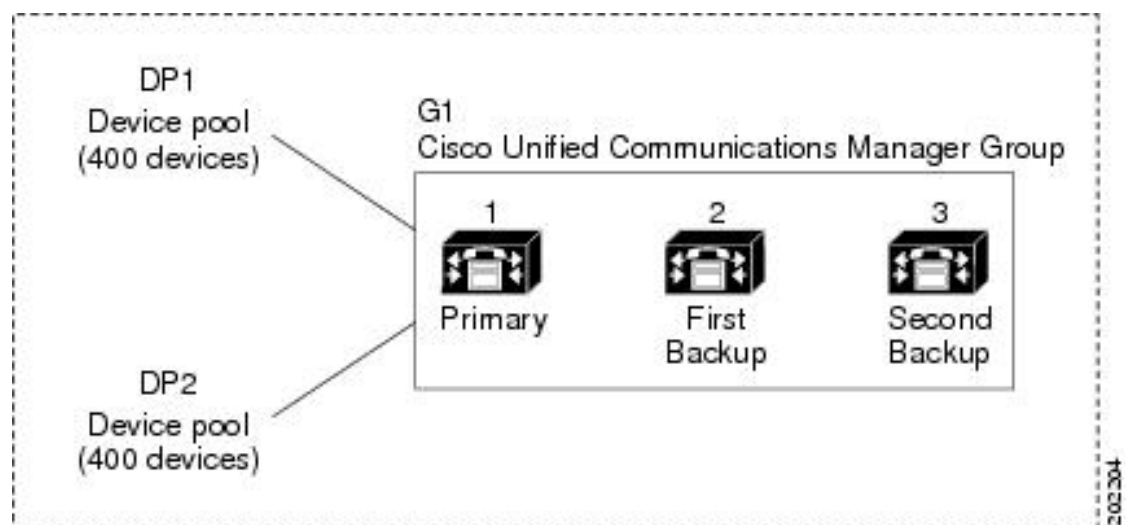 DP1
Device pool
(400 devices)
G1
Cisco Unified Communications Manager Group
1
2
3
Primary
First
Backup
Second
Backup
DP2
Device pool
(400 devices)
202204